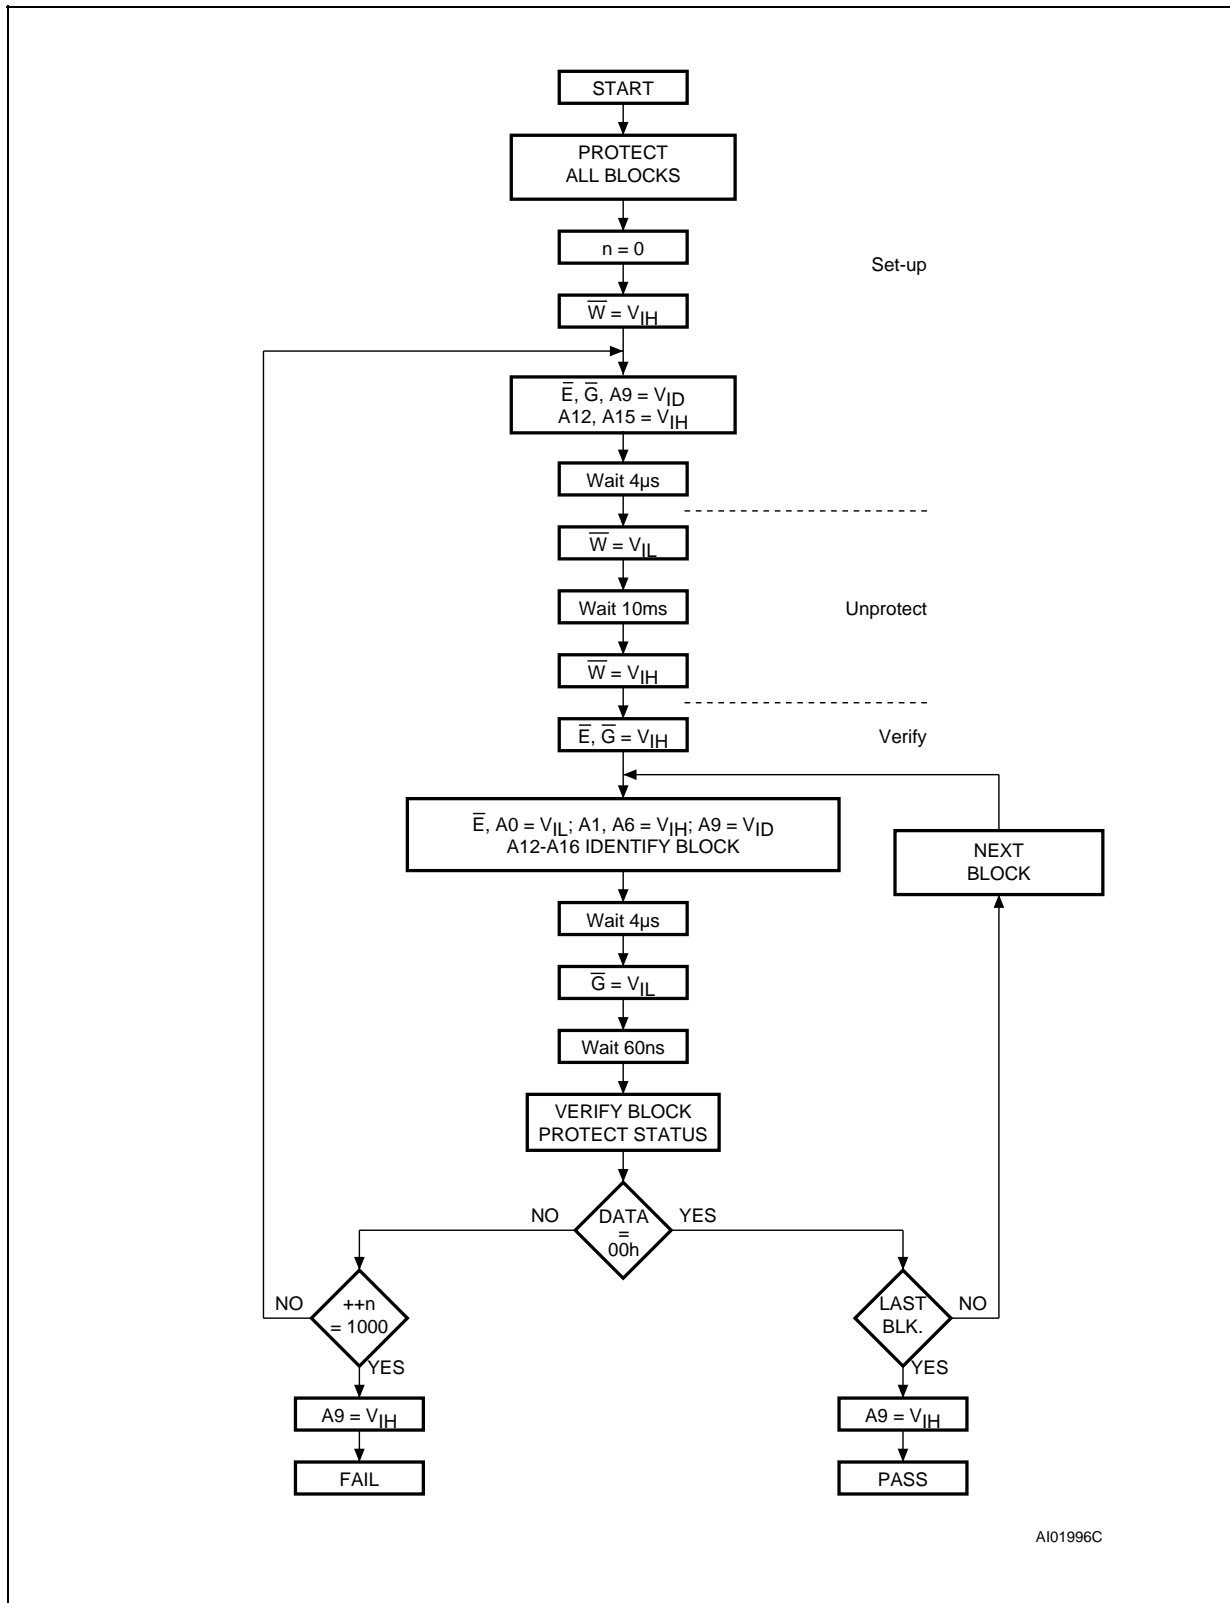 START
PROTECT
ALL BLOCKS
n = 0
Set-up
W̅ = VIH
E̅, G̅, A9 = VID
A12, A15 = VIH
Wait 4µs
W̅ = VIL
Wait 10ms
Unprotect
W̅ = VIH
E̅, G̅ = VIH
Verify
E̅, A0 = VIL; A1, A6 = VIH; A9 = VID
A12-A16 IDENTIFY BLOCK
NEXT
BLOCK
Wait 4µs
G̅ = VIL
Wait 60ns
VERIFY BLOCK
PROTECT STATUS
NO
DATA
=
00h
YES
NO
++n
= 1000
YES
LAST
BLK.
NO
YES
A9 = VIH
A9 = VIH
FAIL
PASS
AI01996C